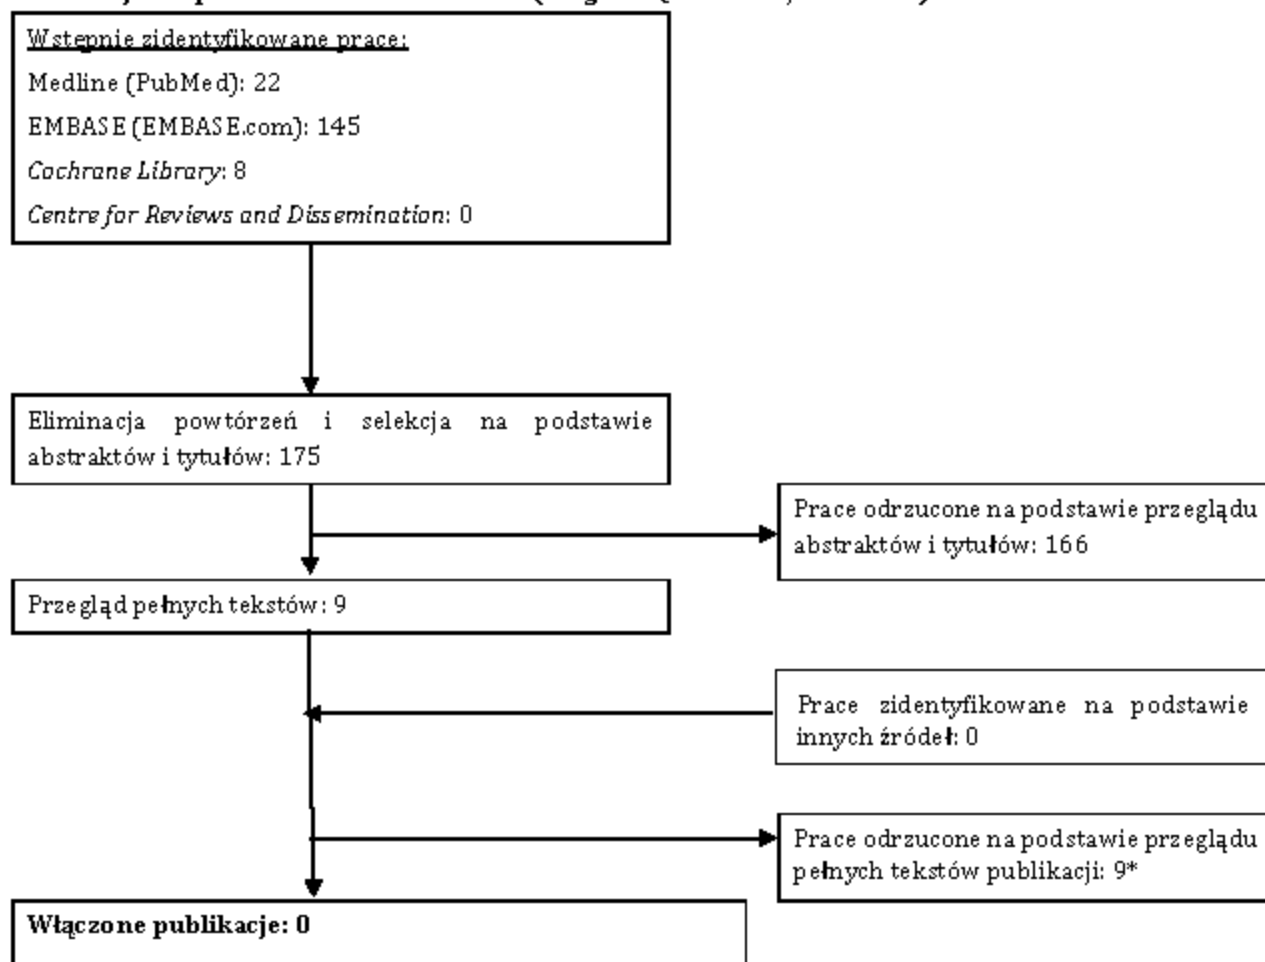 Wstępnie zidentyfikowane prace:
Medline (PubMed): 22
EMBASE (EMBASE.com): 145
Cochrane Library: 8
Centre for Reviews and Dissemination: 0
Eliminacja powtórzeń i selekcja na podstawie
abstraktów i tytułów: 175
Prace odrzucone na podstawie przeglądu
abstraktów i tytułów: 166
Przegląd pełnych tekstów: 9
Prace zidentyfikowane na podstawie
innych źródeł: 0
Prace odrzucone na podstawie przeglądu
pełnych tekstów publikacji: 9*
Włączone publikacje: 0